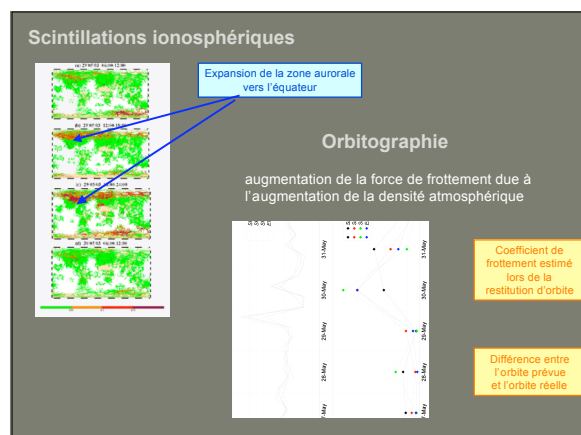 Scintillations ionosphériques
Expansion de la zone aurorale
vers l'équateur
Orbitographie
augmentation de la force de frottement due à
l'augmentation de la densité atmosphérique
31-May
30-May
29-May
28-May
Coefficient de
frottement estimé
lors de la
restitution d'orbite
Différence entre
l'orbite prévue
et l'orbite réelle